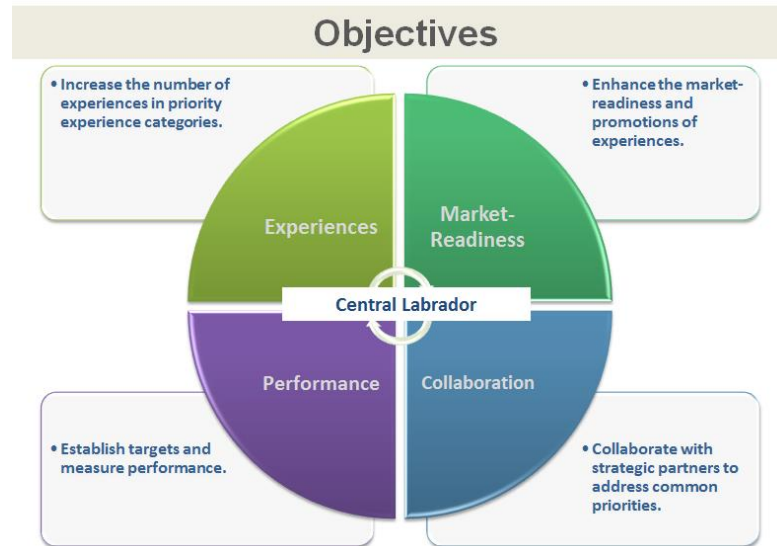 Objectives
• Increase the number of
experiences in priority
experience categories.
• Enhance the market-
readiness and
promotions of
experiences.
Experiences
Market-
Readiness
Central Labrador
Performance
Collaboration
• Establish targets and
measure performance.
• Collaborate with
strategic partners to
address common
priorities.